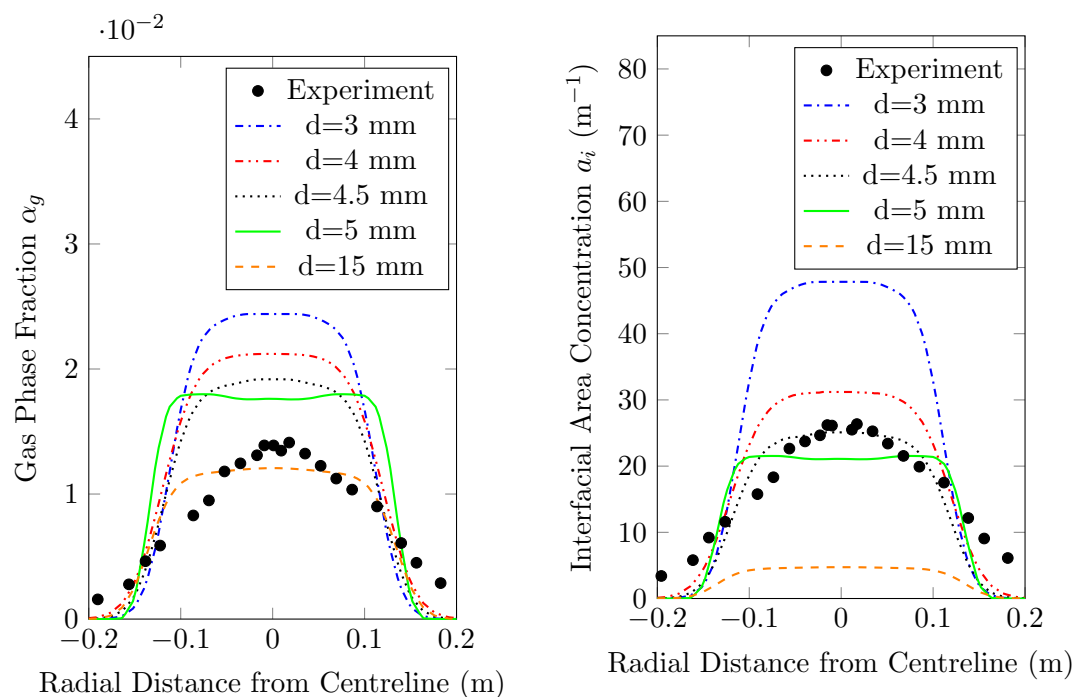 ·10⁻²
4
2
1
0
Gas Phase Fraction α_g
Experiment
d=3 mm
d=4 mm
d=4.5 mm
d=5 mm
d=15 mm
−0.2
−0.1
0
0.1
0.2
Radial Distance from Centreline (m)
80
70
60
50
40
30
20
10
0
Interfacial Area Concentration a_i (m⁻¹)
Experiment
d=3 mm
d=4 mm
d=4.5 mm
d=5 mm
d=15 mm
−0.2
−0.1
0
0.1
0.2
Radial Distance from Centreline (m)